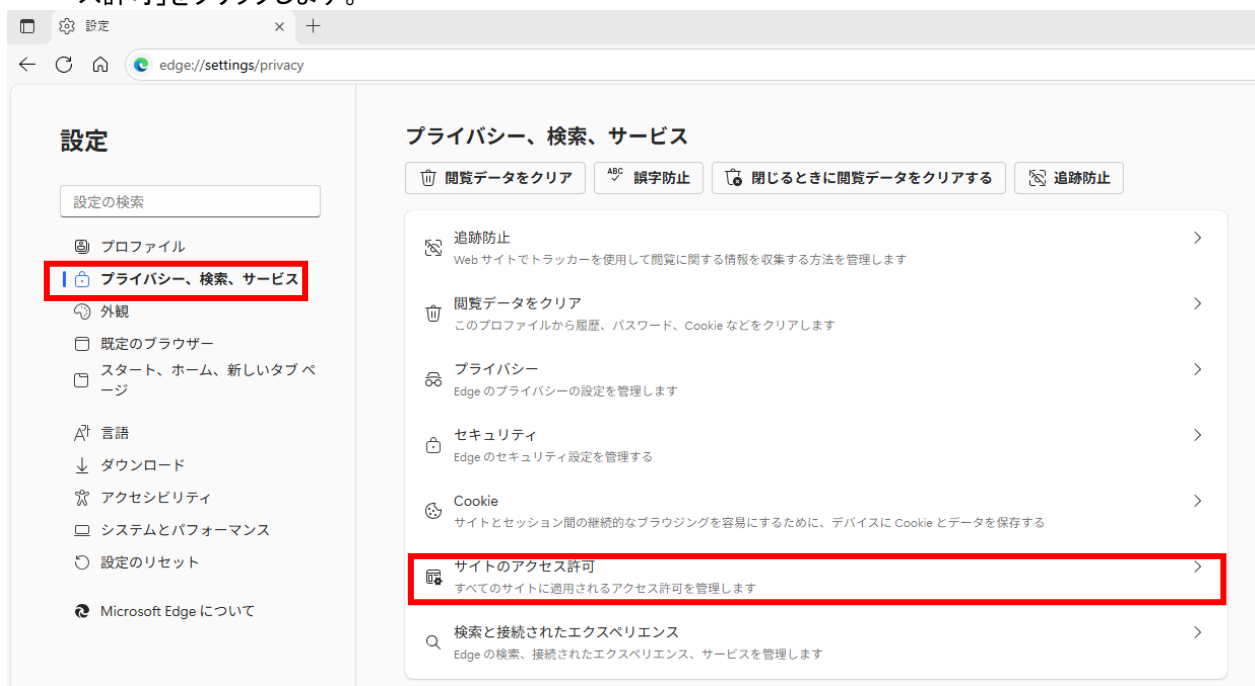 ス許可」をクリックします。
設定
edge://settings/privacy
設定
設定の検索
プロファイル
プライバシー、検索、サービス
外観
既定のブラウザー
スタート、ホーム、新しいタブ ペ
ージ
言語
ダウンロード
アクセシビリティ
システムとパフォーマンス
設定のリセット
Microsoft Edge について
プライバシー、検索、サービス
閲覧データをクリア
ABC 誤字防止
閉じるときに閲覧データをクリアする
追跡防止
追跡防止
Web サイトでトラッカーを使用して閲覧に関する情報を収集する方法を管理します
閲覧データをクリア
このプロファイルから履歴、パスワード、Cookie などをクリアします
プライバシー
Edge のプライバシーの設定を管理します
セキュリティ
Edge のセキュリティ設定を管理する
Cookie
サイトとセッション間の継続的なブラウジングを容易にするために、デバイスに Cookie とデータを保存する
サイトのアクセス許可
すべてのサイトに適用されるアクセス許可を管理します
検索と接続されたエクスペリエンス
Edge の検索、接続されたエクスペリエンス、サービスを管理します